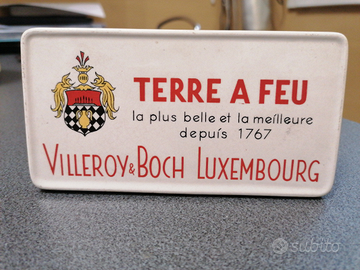 TERRE A FEU
la plus belle et la meilleure
depuis 1767
VILLEROY & BOCH LUXEMBOURG
subito